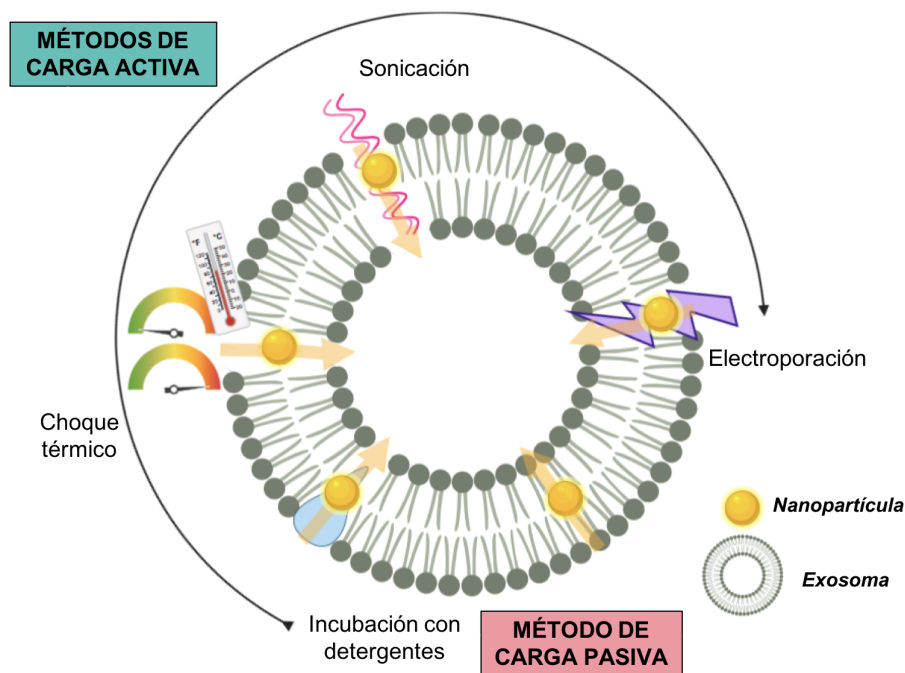 MÉTODOS DE
CARGA ACTIVA
Sonicación
°F
°C
Electroporación
Choque
térmico
Nanopartícula
Exosoma
Incubación con
detergentes
MÉTODO DE
CARGA PASIVA